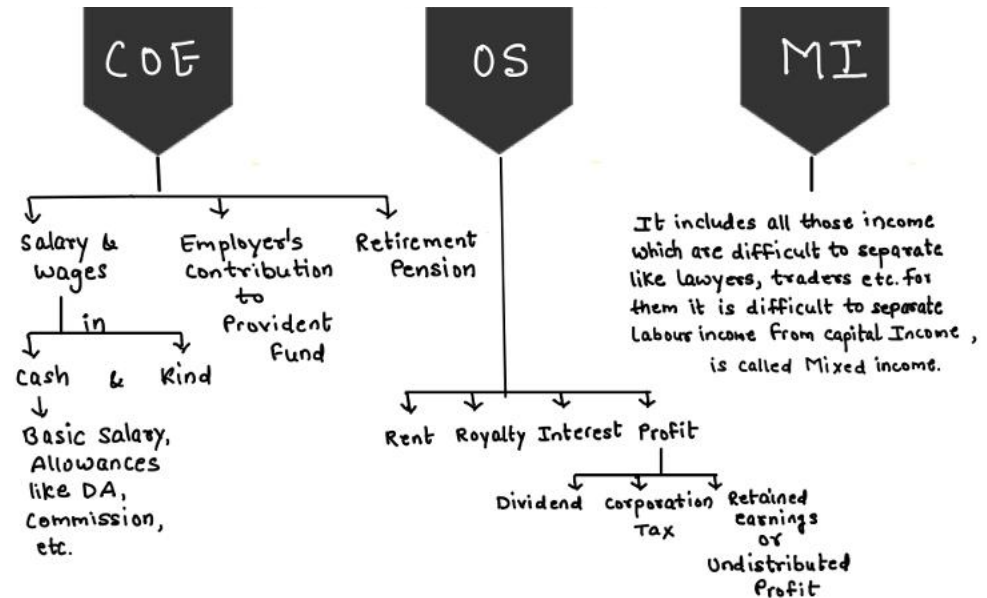 COE
OS
MI
Salary &
Wages
in
Cash & Kind
Basic Salary,
Allowances
like DA,
Commission,
etc.
Employer's
Contribution
to
Provident
Fund
Retirement
Pension
Rent Royalty Interest Profit
Dividend
Corporation
Tax
Retained
earnings
or
Undistributed
Profit
It includes all those income
which are difficult to separate
like lawyers, traders etc. for
them it is difficult to separate
Labour income from capital Income ,
is called Mixed income.